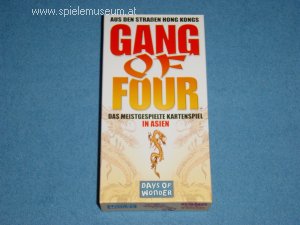 www.spielemuseum.at
AUS DEN STRAßEN HONG KONGS
GANG
OF
FOUR
DAS MEISTGESPIELTE KARTENSPIEL
IN ASIEN
DAYS OF
WONDER